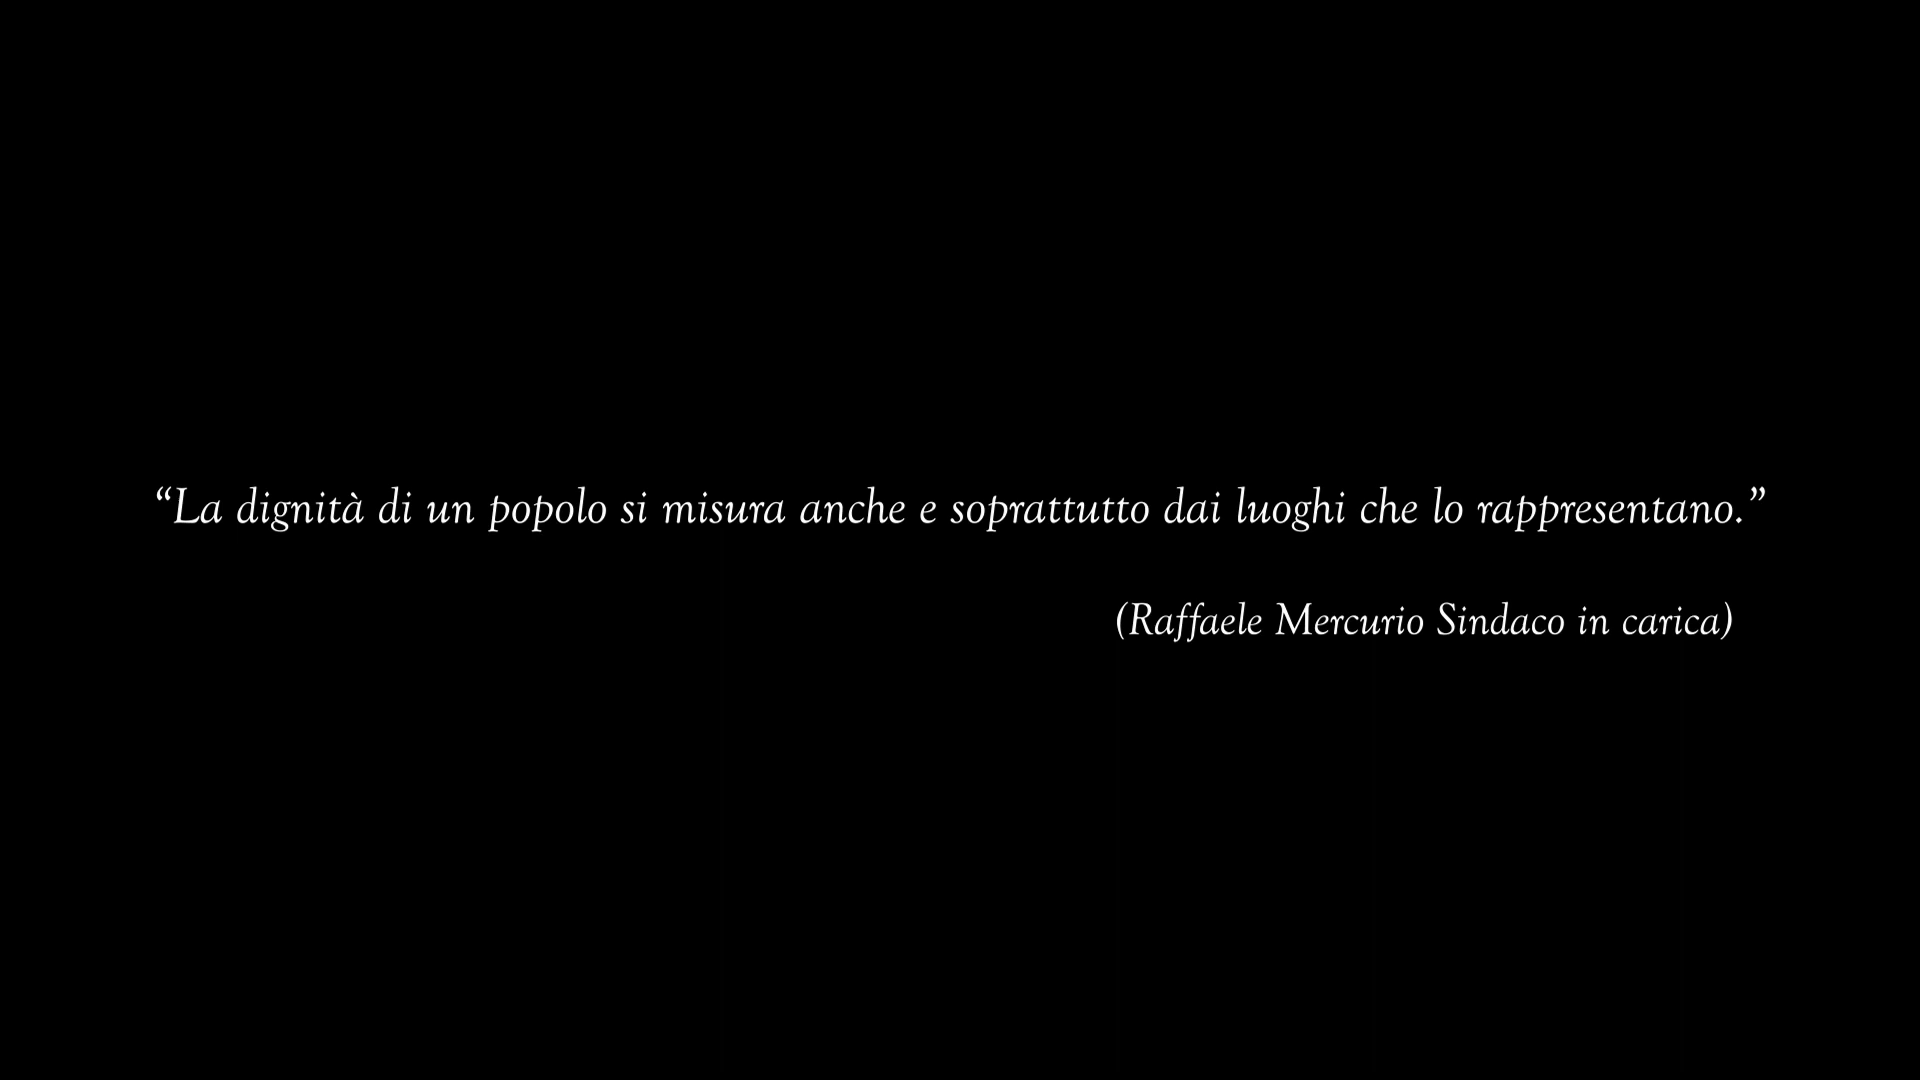 “La dignità di un popolo si misura anche e soprattutto dai luoghi che lo rappresentano.”
(Raffaele Mercurio Sindaco in carica)